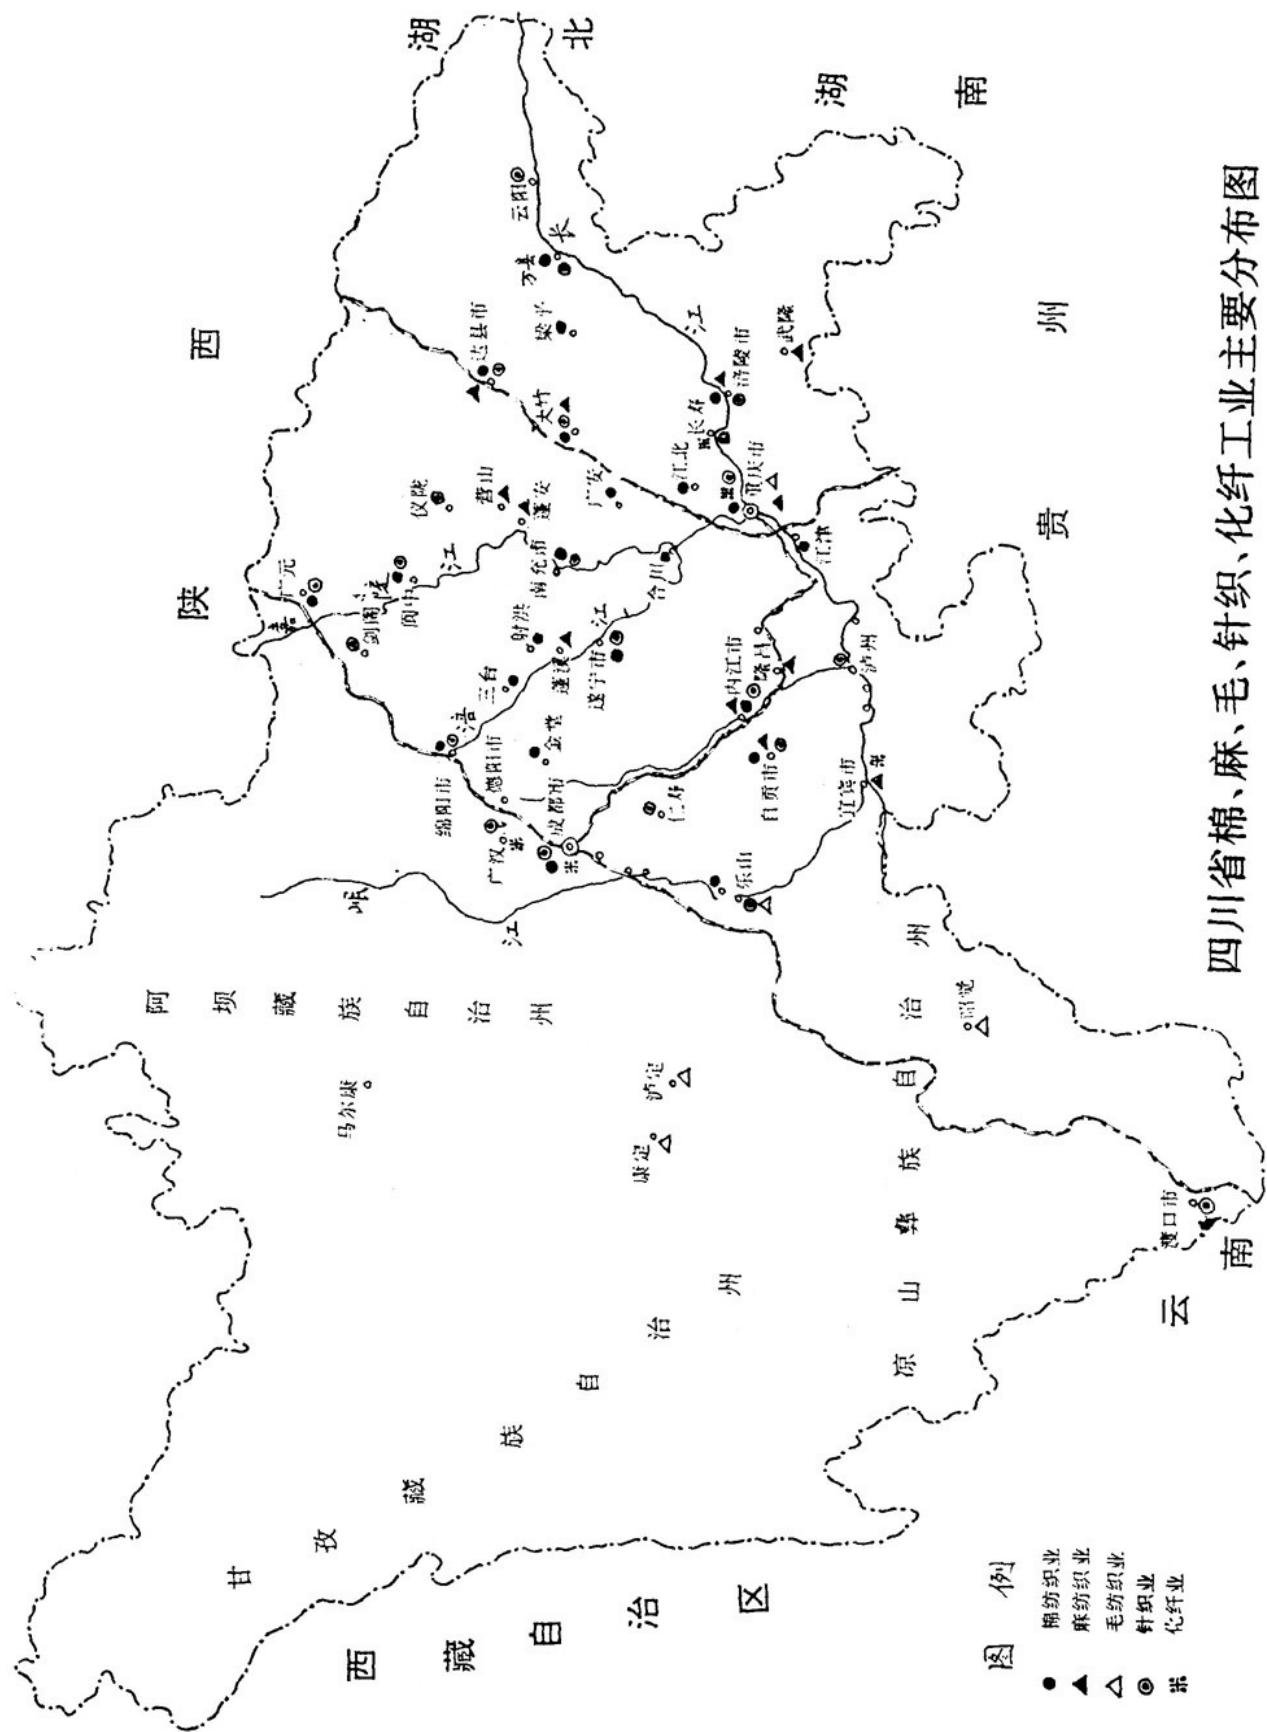 四川省棉、麻、毛、针织、化纤工业主要分布图
湖北
湖南
陕西
贵州
云南
西藏自治区
甘孜藏族自治州
阿坝藏族自治州
凉山彝族自治州
嘉陵江
涪江
岷江
长江
云阳
万县
梁平
达县市
大竹
武隆
涪陵市
长寿
江北
重庆市
江津
广安
营山
蓬安
仪陇
南充市
合川
广元
剑阁
阆中
射洪
三台
蓬溪
遂宁市
绵阳市
德阳市
金堂
广汉
成都市
仁寿
内江市
隆昌
自贡市
泸州
宜宾市
乐山
马尔康
泸定
康定
昭觉
渡口市
图例
棉纺织业
麻纺织业
毛纺织业
针织业
化纤业